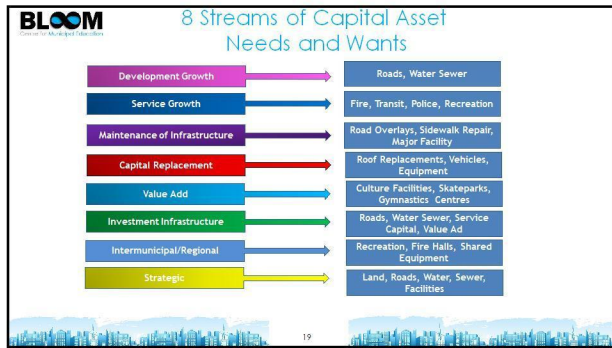 BLOOM
Center for Municipal Education
8 Streams of Capital Asset
Needs and Wants
Development Growth
Roads, Water Sewer
Service Growth
Fire, Transit, Police, Recreation
Maintenance of Infrastructure
Road Overlays, Sidewalk Repair,
Major Facility
Capital Replacement
Roof Replacements, Vehicles,
Equipment
Value Add
Culture Facilities, Skateparks,
Gymnastics Centres
Investment Infrastructure
Roads, Water Sewer, Service
Capital, Value Ad
Intermunicipal/Regional
Recreation, Fire Halls, Shared
Equipment
Strategic
Land, Roads, Water, Sewer,
Facilities
19